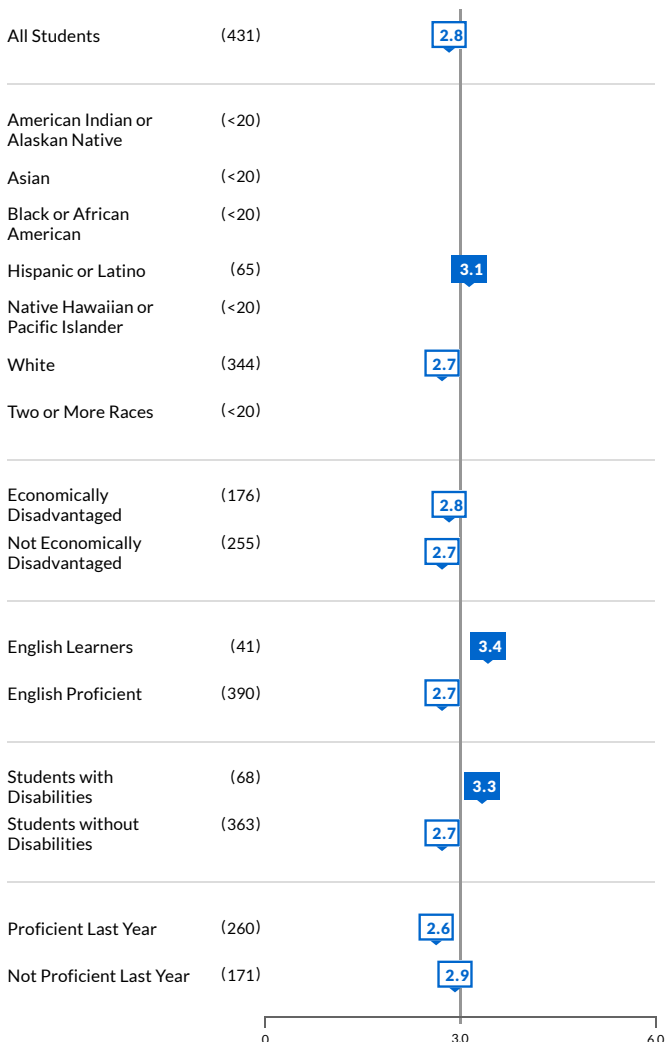 All Students (431) 2.8
American Indian or
Alaskan Native (<20)
Asian (<20)
Black or African
American (<20)
Hispanic or Latino (65) 3.1
Native Hawaiian or
Pacific Islander (<20)
White (344) 2.7
Two or More Races (<20)
Economically
Disadvantaged (176) 2.8
Not Economically
Disadvantaged (255) 2.7
English Learners (41) 3.4
English Proficient (390) 2.7
Students with
Disabilities (68) 3.3
Students without
Disabilities (363) 2.7
Proficient Last Year (260) 2.6
Not Proficient Last Year (171) 2.9
0 3.0 6.0